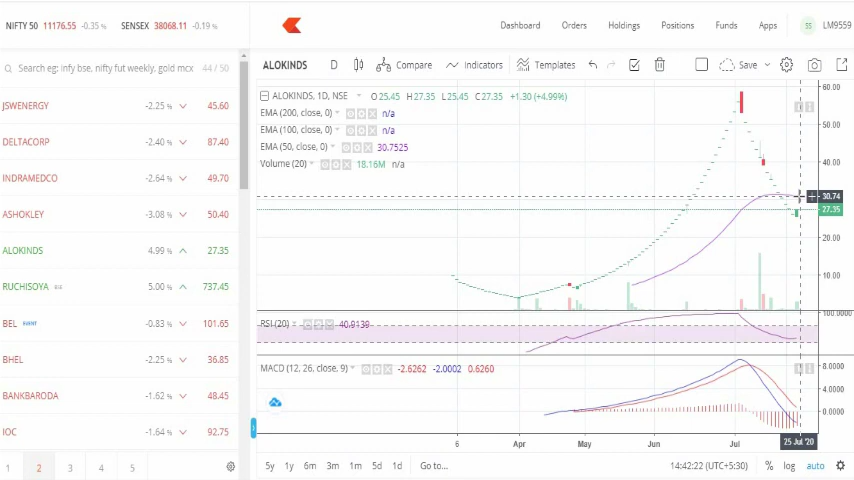 NIFTY 50 11176.55 -0.35 % SENSEX 38068.11 -0.19 % Dashboard Orders Holdings Positions Funds Apps SS LM9559
Search eg: infy bse, nifty fut weekly, gold mcx 44 / 50
ALOKINDS D Compare Indicators Templates Save
JSWENERGY -2.25 % 45.60
DELTACORP -2.40 % 87.40
INDRAMEDCO -2.64 % 49.70
ASHOKLEY -3.08 % 50.40
ALOKINDS 4.99 % 27.35
RUCHISOYA BSE 5.00 % 737.45
BEL EVENT -0.83 % 101.65
BHEL -2.25 % 36.85
BANKBARODA -1.62 % 48.45
IOC -1.64 % 92.75
1 2 3 4 5
ALOKINDS, 1D, NSE O 25.45 H 27.35 L 25.45 C 27.35 +1.30 (+4.99%)
EMA (200, close, 0) n/a
EMA (100, close, 0) n/a
EMA (50, close, 0) 30.7525
Volume (20) 18.16M n/a
60.00
50.00
40.00
30.74
27.35
20.00
10.00
RSI (20) 40.9139
100.0000
MACD (12, 26, close, 9) -2.6262 -2.0002 0.6260
8.0000
4.0000
0.0000
6 Apr May Jun Jul 25 Jul '20
5y 1y 6m 3m 1m 5d 1d Go to... 14:42:22 (UTC+5:30) % log auto